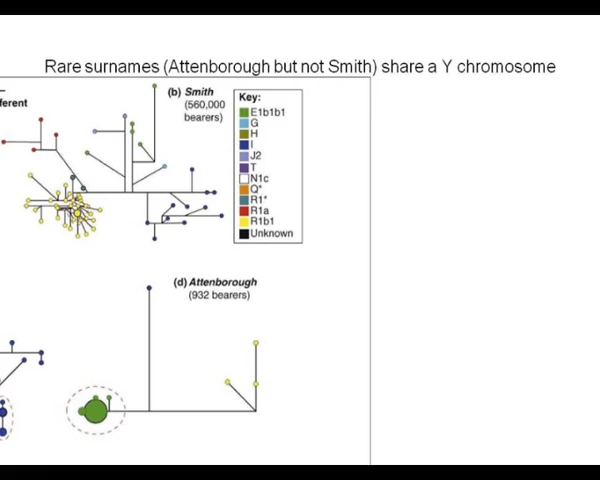 Rare surnames (Attenborough but not Smith) share a Y chromosome
ferent
(b) Smith
(560,000
bearers)
Key:
E1b1b1
G
H
I
J2
T
N1c
Q*
R1*
R1a
R1b1
Unknown
(d) Attenborough
(932 bearers)